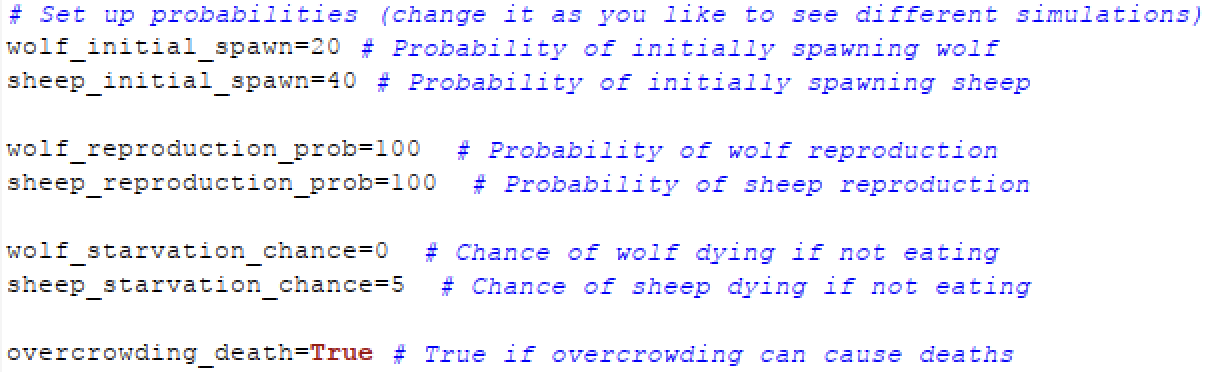 # Set up probabilities (change it as you like to see different simulations)
wolf_initial_spawn=20 # Probability of initially spawning wolf
sheep_initial_spawn=40 # Probability of initially spawning sheep
wolf_reproduction_prob=100  # Probability of wolf reproduction
sheep_reproduction_prob=100  # Probability of sheep reproduction
wolf_starvation_chance=0  # Chance of wolf dying if not eating
sheep_starvation_chance=5  # Chance of sheep dying if not eating
overcrowding_death=True # True if overcrowding can cause deaths